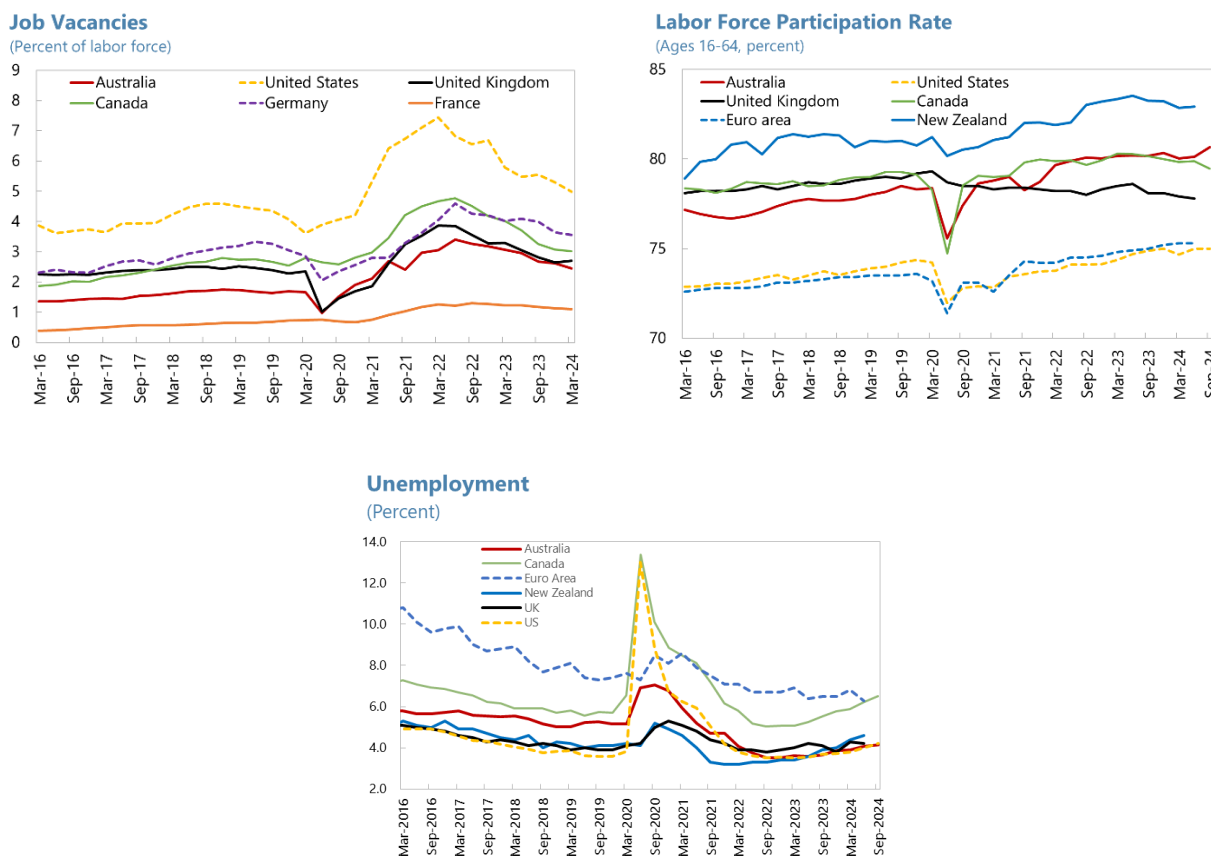 Job Vacancies
(Percent of labor force)
9
8
7
6
5
4
3
2
1
0
Australia
United States
United Kingdom
Canada
Germany
France
Mar-16
Sep-16
Mar-17
Sep-17
Mar-18
Sep-18
Mar-19
Sep-19
Mar-20
Sep-20
Mar-21
Sep-21
Mar-22
Sep-22
Mar-23
Sep-23
Mar-24
Labor Force Participation Rate
(Ages 16-64, percent)
85
80
75
70
Australia
United States
United Kingdom
Canada
Euro area
New Zealand
Mar-16
Sep-16
Mar-17
Sep-17
Mar-18
Sep-18
Mar-19
Sep-19
Mar-20
Sep-20
Mar-21
Sep-21
Mar-22
Sep-22
Mar-23
Sep-23
Mar-24
Sep-24
Unemployment
(Percent)
14.0
12.0
10.0
8.0
6.0
4.0
2.0
Australia
Canada
Euro Area
New Zealand
UK
US
Mar-2016
Sep-2016
Mar-2017
Sep-2017
Mar-2018
Sep-2018
Mar-2019
Sep-2019
Mar-2020
Sep-2020
Mar-2021
Sep-2021
Mar-2022
Sep-2022
Mar-2023
Sep-2023
Mar-2024
Sep-2024